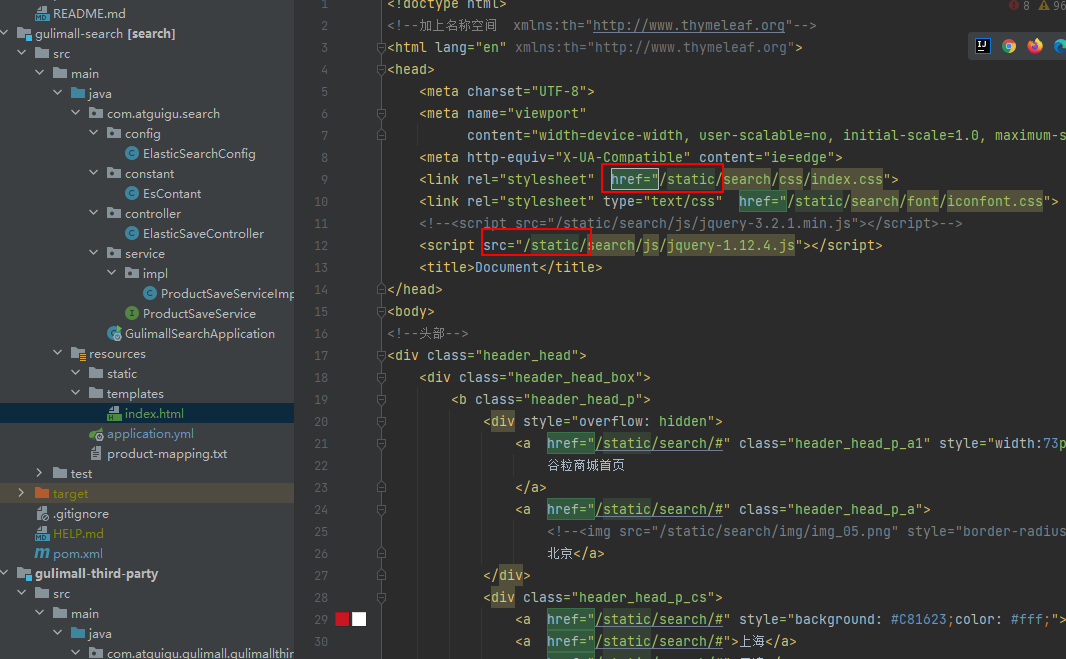 README.md
gulimall-search [search]
src
main
java
com.atguigu.search
config
ElasticSearchConfig
constant
EsContant
controller
ElasticSaveController
service
impl
ProductSaveServiceImp
ProductSaveService
GulimallSearchApplication
resources
static
templates
index.html
application.yml
product-mapping.txt
test
target
.gitignore
HELP.md
pom.xml
gulimall-third-party
src
main
java
com.atguigu.gulimall.gulimallthir
8 96
1 <!doctype html>
2 <!--加上名称空间  xmlns:th="http://www.thymeleaf.org"-->
3 <html lang="en" xmlns:th="http://www.thymeleaf.org">
4 <head>
5 <meta charset="UTF-8">
6 <meta name="viewport"
7 content="width=device-width, user-scalable=no, initial-scale=1.0, maximum-s
8 <meta http-equiv="X-UA-Compatible" content="ie=edge">
9 <link rel="stylesheet"  href="/static/search/css/index.css">
10 <link rel="stylesheet" type="text/css"  href="/static/search/font/iconfont.css">
11 <!--<script src="/static/search/js/jquery-3.2.1.min.js"></script>-->
12 <script src="/static/search/js/jquery-1.12.4.js"></script>
13 <title>Document</title>
14 </head>
15 <body>
16 <!--头部-->
17 <div class="header_head">
18 <div class="header_head_box">
19 <b class="header_head_p">
20 <div style="overflow: hidden">
21 <a  href="/static/search/#" class="header_head_p_a1" style="width:73p
22 谷粒商城首页
23 </a>
24 <a  href="/static/search/#" class="header_head_p_a">
25 <!--<img src="/static/search/img/img_05.png" style="border-radius
26 北京</a>
27 </div>
28 <div class="header_head_p_cs">
29 <a  href="/static/search/#" style="background: #C81623;color: #fff;">
30 <a  href="/static/search/#">上海</a>